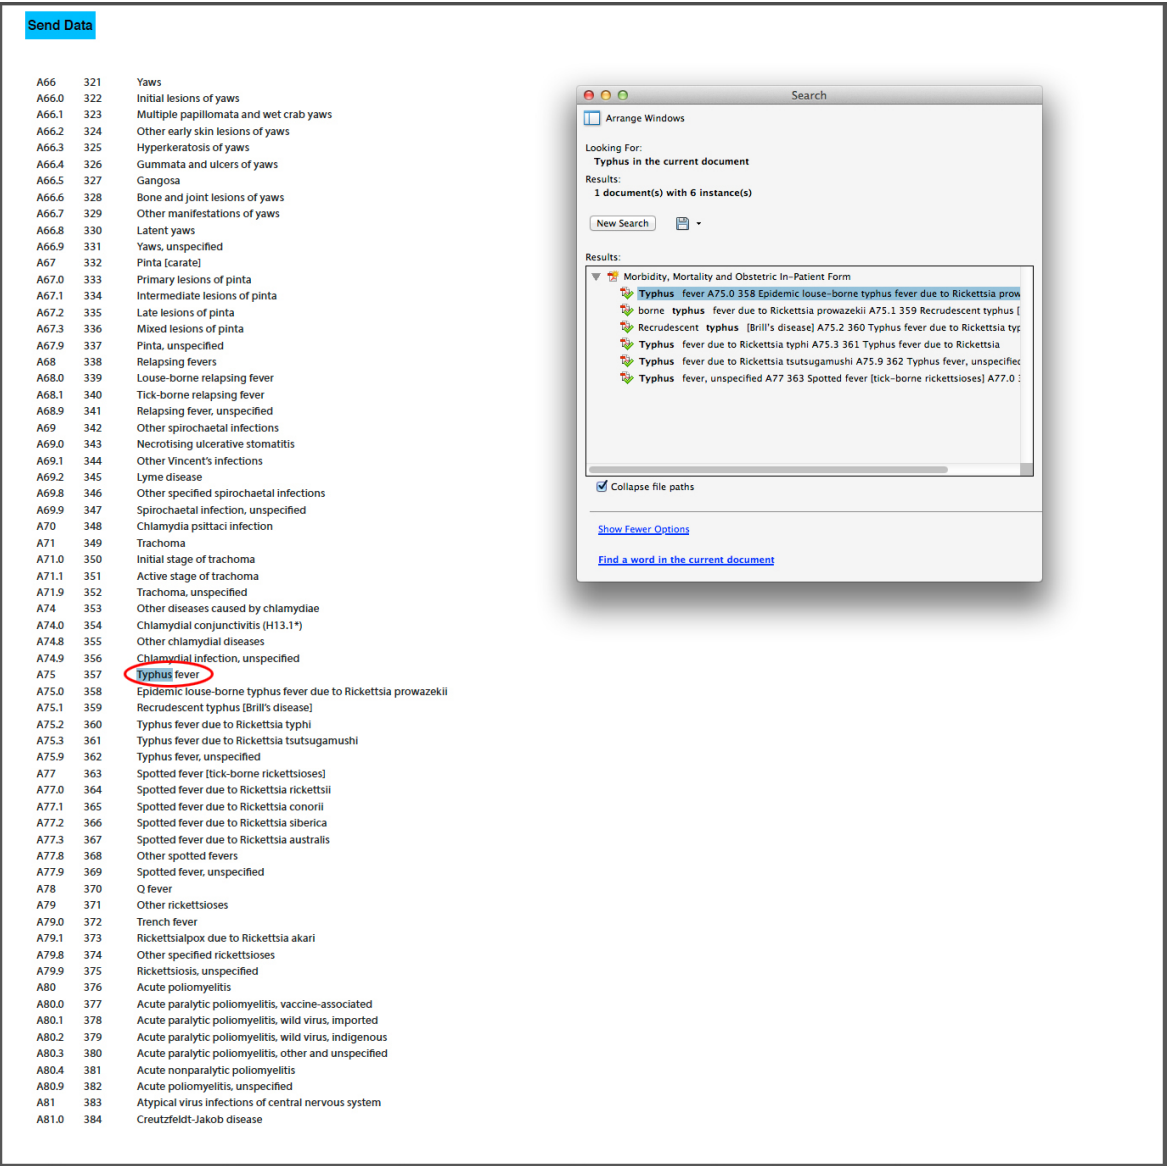 Send Data
A66 321 Yaws
A66.0 322 Initial lesions of yaws
A66.1 323 Multiple papillomata and wet crab yaws
A66.2 324 Other early skin lesions of yaws
A66.3 325 Hyperkeratosis of yaws
A66.4 326 Gummata and ulcers of yaws
A66.5 327 Gangosa
A66.6 328 Bone and joint lesions of yaws
A66.7 329 Other manifestations of yaws
A66.8 330 Latent yaws
A66.9 331 Yaws, unspecified
A67 332 Pinta [carate]
A67.0 333 Primary lesions of pinta
A67.1 334 Intermediate lesions of pinta
A67.2 335 Late lesions of pinta
A67.3 336 Mixed lesions of pinta
A67.9 337 Pinta, unspecified
A68 338 Relapsing fevers
A68.0 339 Louse-borne relapsing fever
A68.1 340 Tick-borne relapsing fever
A68.9 341 Relapsing fever, unspecified
A69 342 Other spirochaetal infections
A69.0 343 Necrotising ulcerative stomatitis
A69.1 344 Other Vincent's infections
A69.2 345 Lyme disease
A69.8 346 Other specified spirochaetal infections
A69.9 347 Spirochaetal infection, unspecified
A70 348 Chlamydia psittaci infection
A71 349 Trachoma
A71.0 350 Initial stage of trachoma
A71.1 351 Active stage of trachoma
A71.9 352 Trachoma, unspecified
A74 353 Other diseases caused by chlamydiae
A74.0 354 Chlamydial conjunctivitis (H13.1*)
A74.8 355 Other chlamydial diseases
A74.9 356 Chlamydial infection, unspecified
A75 357 Typhus fever
A75.0 358 Epidemic louse-borne typhus fever due to Rickettsia prowazekii
A75.1 359 Recrudescent typhus [Brill's disease]
A75.2 360 Typhus fever due to Rickettsia typhi
A75.3 361 Typhus fever due to Rickettsia tsutsugamushi
A75.9 362 Typhus fever, unspecified
A77 363 Spotted fever [tick-borne rickettsioses]
A77.0 364 Spotted fever due to Rickettsia rickettsii
A77.1 365 Spotted fever due to Rickettsia conorii
A77.2 366 Spotted fever due to Rickettsia siberica
A77.3 367 Spotted fever due to Rickettsia australis
A77.8 368 Other spotted fevers
A77.9 369 Spotted fever, unspecified
A78 370 Q fever
A79 371 Other rickettsioses
A79.0 372 Trench fever
A79.1 373 Rickettsialpox due to Rickettsia akari
A79.8 374 Other specified rickettsioses
A79.9 375 Rickettsiosis, unspecified
A80 376 Acute poliomyelitis
A80.0 377 Acute paralytic poliomyelitis, vaccine-associated
A80.1 378 Acute paralytic poliomyelitis, wild virus, imported
A80.2 379 Acute paralytic poliomyelitis, wild virus, indigenous
A80.3 380 Acute paralytic poliomyelitis, other and unspecified
A80.4 381 Acute nonparalytic poliomyelitis
A80.9 382 Acute poliomyelitis, unspecified
A81 383 Atypical virus infections of central nervous system
A81.0 384 Creutzfeldt-Jakob disease
Search
Arrange Windows
Looking For:
Typhus in the current document
Results:
1 document(s) with 6 instance(s)
New Search
Results:
Morbidity, Mortality and Obstetric In-Patient Form
Typhus fever A75.0 358 Epidemic louse-borne typhus fever due to Rickettsia prow
borne typhus fever due to Rickettsia prowazekii A75.1 359 Recrudescent typhus [
Recrudescent typhus [Brill's disease] A75.2 360 Typhus fever due to Rickettsia typ
Typhus fever due to Rickettsia typhi A75.3 361 Typhus fever due to Rickettsia
Typhus fever due to Rickettsia tsutsugamushi A75.9 362 Typhus fever, unspecified
Typhus fever, unspecified A77 363 Spotted fever [tick-borne rickettsioses] A77.0
Collapse file paths
Show Fewer Options
Find a word in the current document